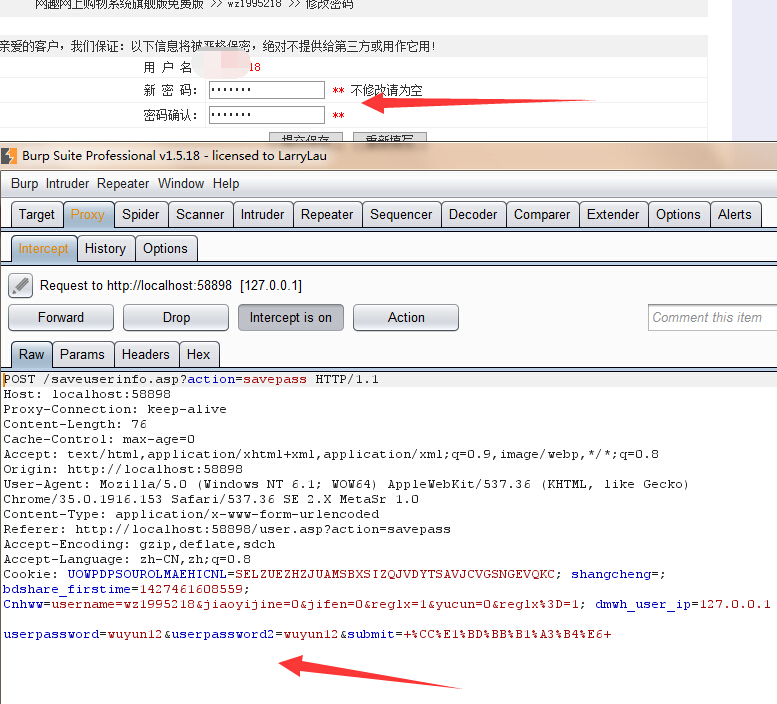 网趣网上购物系统旗舰版免费版 >> wz1995218 >> 修改密码
亲爱的客户，我们保证：以下信息将被严格保密，绝对不提供给第三方或用作它用！
用 户 名 18
新 密 码： ••••••• ** 不修改请为空
密码确认： ••••••• **
提交保存 重新填写
Burp Suite Professional v1.5.18 - licensed to LarryLau
Burp Intruder Repeater Window Help
Target Proxy Spider Scanner Intruder Repeater Sequencer Decoder Comparer Extender Options Alerts
Intercept History Options
Request to http://localhost:58898 [127.0.0.1]
Forward Drop Intercept is on Action Comment this item
Raw Params Headers Hex
POST /saveuserinfo.asp?action=savepass HTTP/1.1
Host: localhost:58898
Proxy-Connection: keep-alive
Content-Length: 76
Cache-Control: max-age=0
Accept: text/html,application/xhtml+xml,application/xml;q=0.9,image/webp,*/*;q=0.8
Origin: http://localhost:58898
User-Agent: Mozilla/5.0 (Windows NT 6.1; WOW64) AppleWebKit/537.36 (KHTML, like Gecko)
Chrome/35.0.1916.153 Safari/537.36 SE 2.X MetaSr 1.0
Content-Type: application/x-www-form-urlencoded
Referer: http://localhost:58898/user.asp?action=savepass
Accept-Encoding: gzip,deflate,sdch
Accept-Language: zh-CN,zh;q=0.8
Cookie: UOWPDPSOUROLMAEHICNL=SELZUEZHZJUAMSBXSIZQJVDYTSAVJCVGSNGEVQKC; shangcheng=;
bdshare_firstime=1427461608559;
Cnhww=username=wz1995218&jiaoyijine=0&jifen=0&reglx=1&yucun=0&reglx%3D=1; dmwh_user_ip=127.0.0.1
userpassword=wuyun12&userpassword2=wuyun12&submit=+%CC%E1%BD%BB%B1%A3%B4%E6+